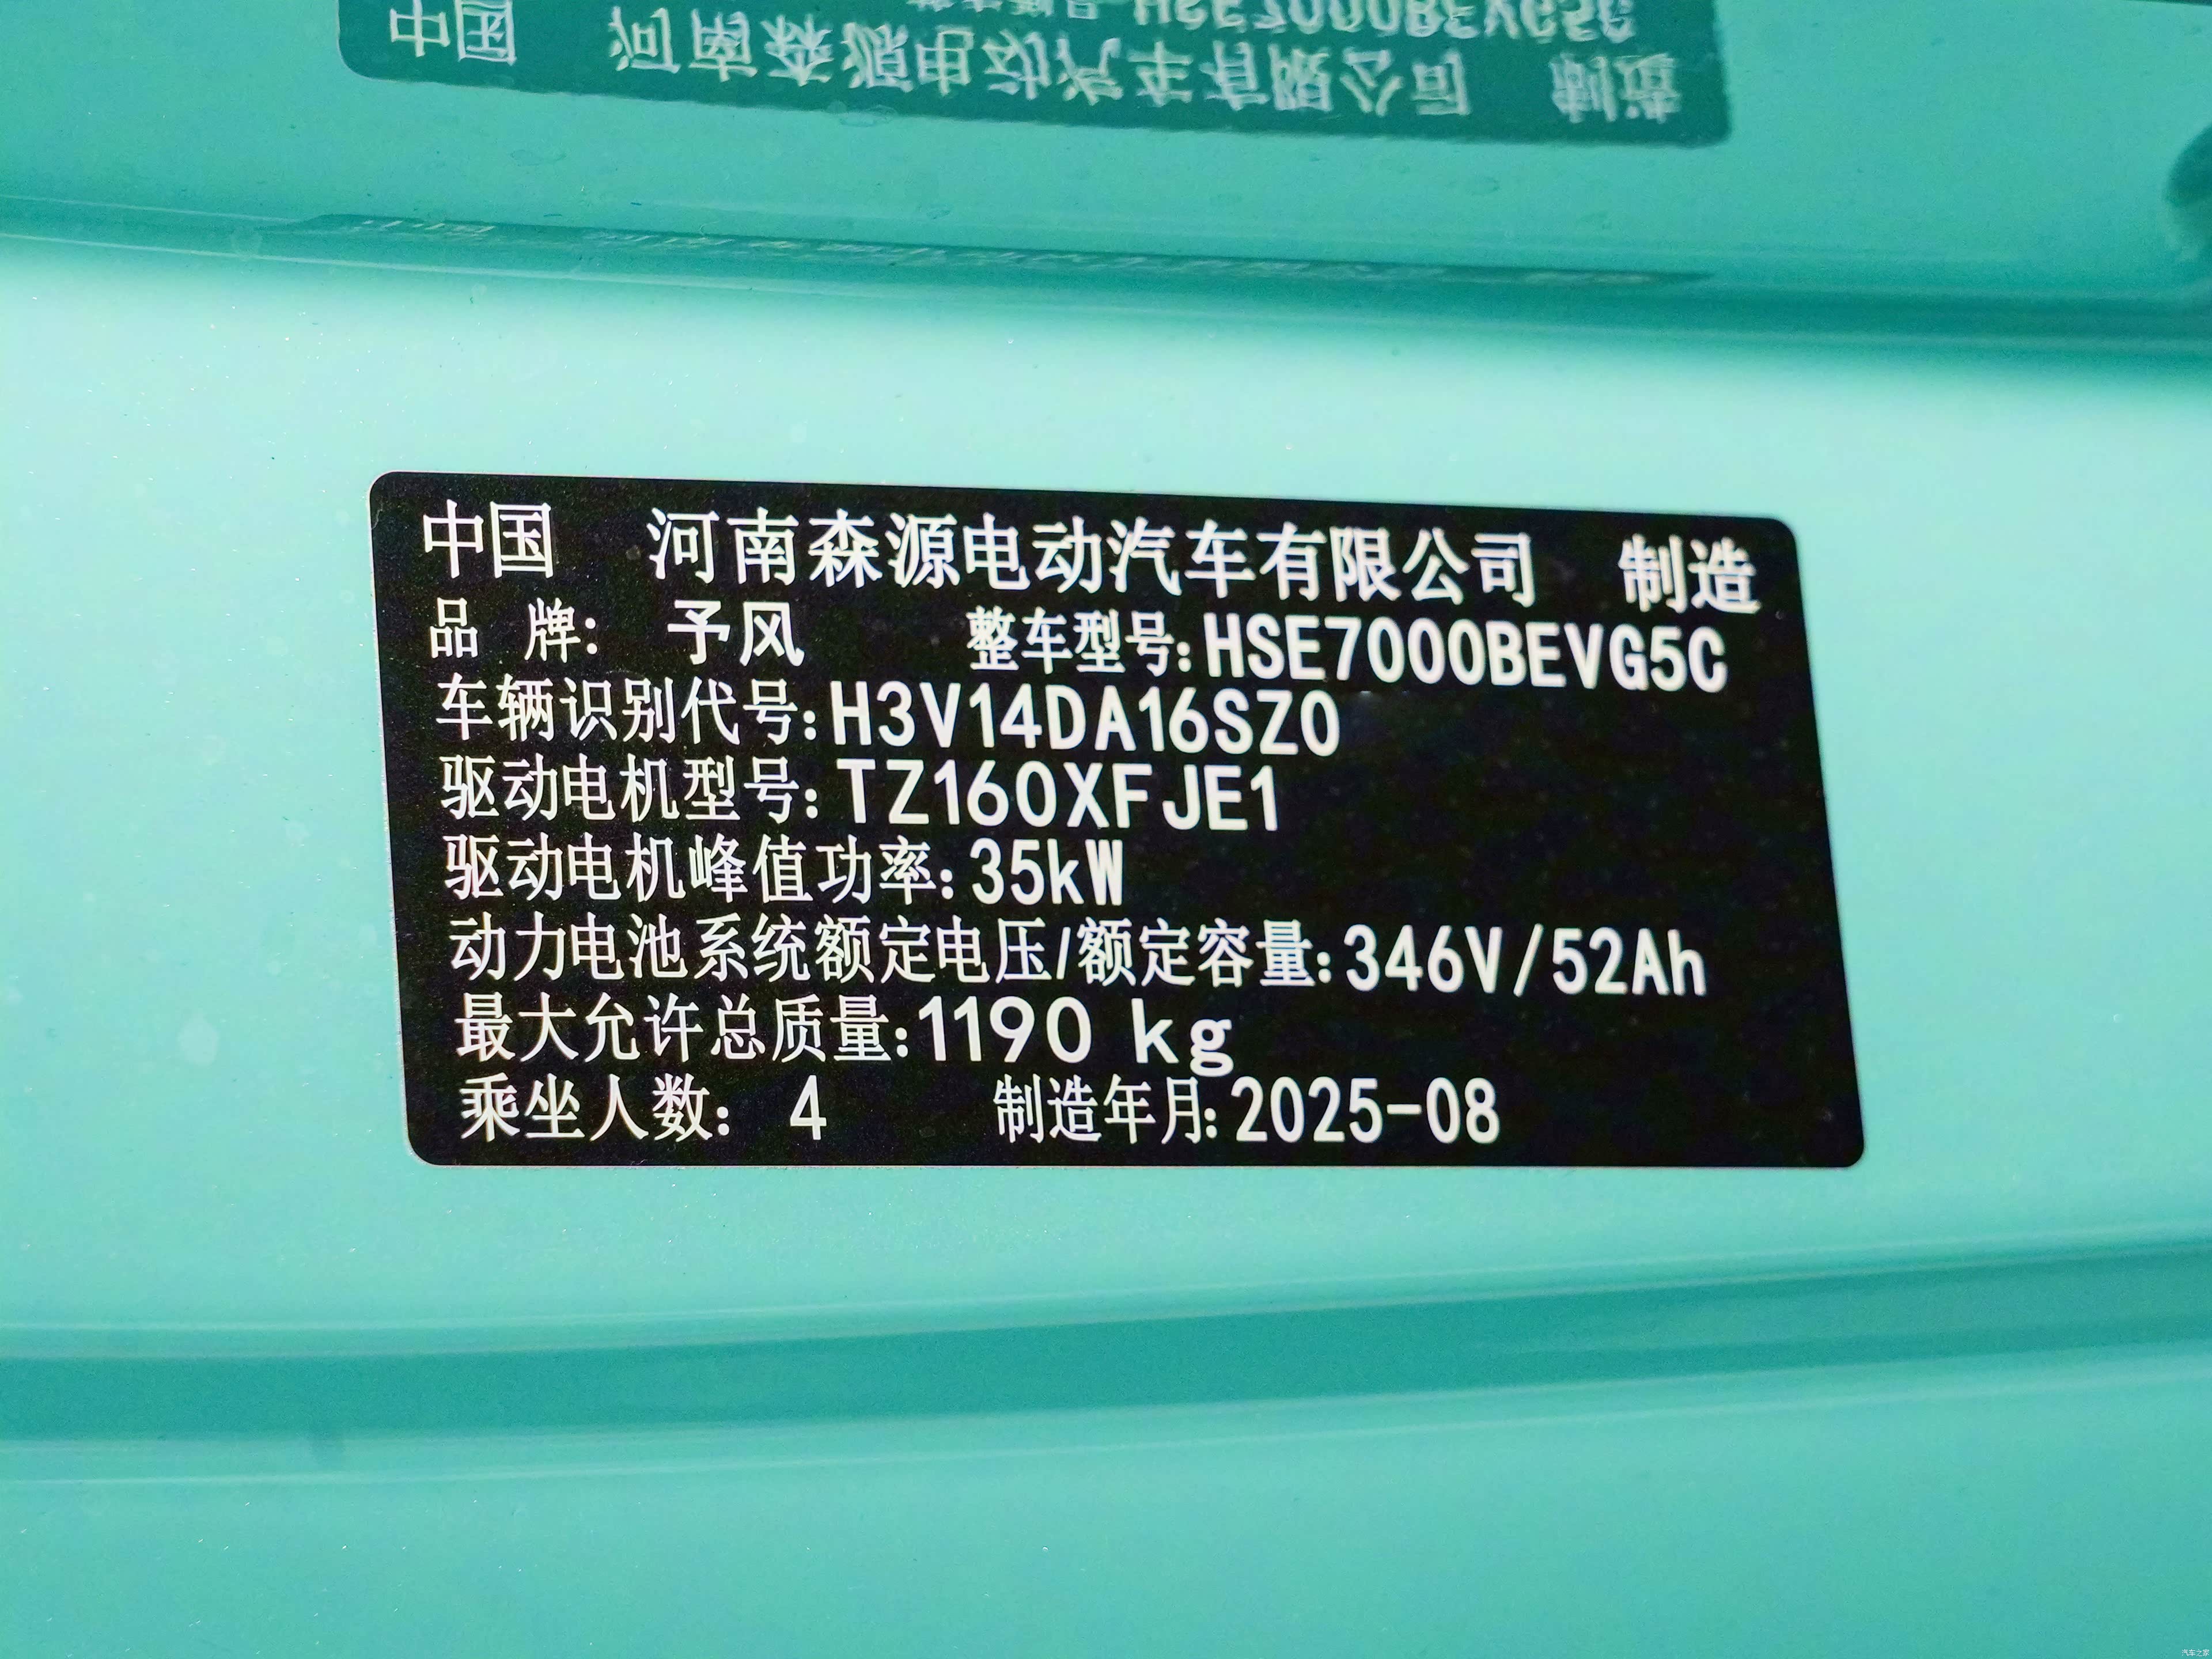 中国 河南森源电动汽车有限公司 制造
品 牌: 予风 整车型号:HSE7000BEVG5C
车辆识别代号:H3V14DA16SZ0
驱动电机型号:TZ160XFJE1
驱动电机峰值功率:35kW
动力电池系统额定电压/额定容量:346V/52Ah
最大允许总质量:1190 kg
乘坐人数: 4 制造年月:2025-08
汽车之家